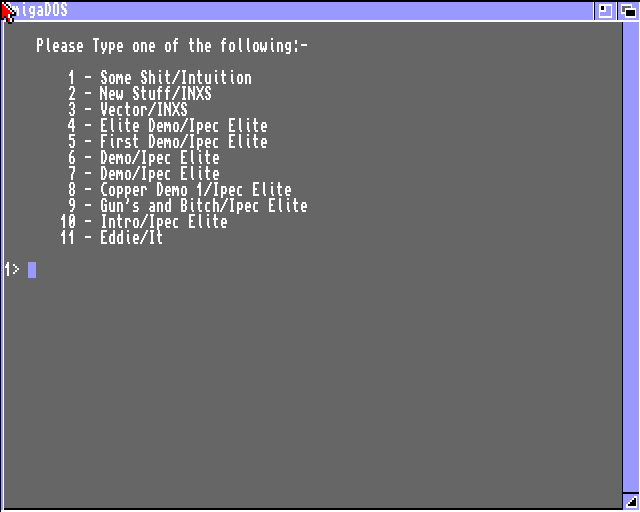 AmigaDOS
Please Type one of the following:-
1 - Some Shit/Intuition
2 - New Stuff/INXS
3 - Vector/INXS
4 - Elite Demo/Ipec Elite
5 - First Demo/Ipec Elite
6 - Demo/Ipec Elite
7 - Demo/Ipec Elite
8 - Copper Demo 1/Ipec Elite
9 - Gun's and Bitch/Ipec Elite
10 - Intro/Ipec Elite
11 - Eddie/It
1>